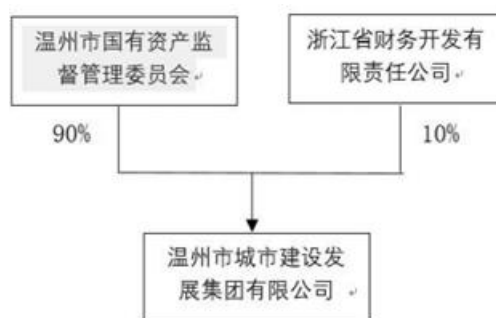 温州市国有资产监
督管理委员会
浙江省财务开发有
限责任公司
90%
10%
温州市城市建设发
展集团有限公司